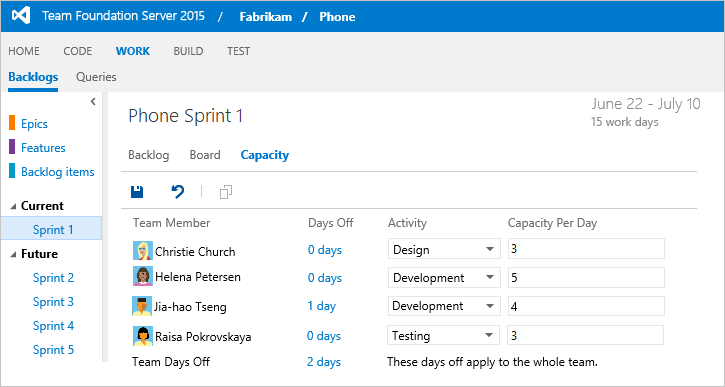 Team Foundation Server 2015 / Fabrikam / Phone
HOME CODE WORK BUILD TEST
Backlogs Queries
Epics
Features
Backlog items
Current
Sprint 1
Future
Sprint 2
Sprint 3
Sprint 4
Sprint 5
Phone Sprint 1
June 22 - July 10
15 work days
Backlog Board Capacity
Team Member Days Off Activity Capacity Per Day
Christie Church 0 days Design 3
Helena Petersen 0 days Development 5
Jia-hao Tseng 1 day Development 4
Raisa Pokrovskaya 0 days Testing 3
Team Days Off 2 days These days off apply to the whole team.